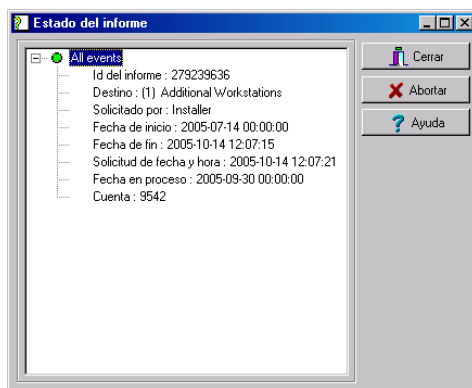 Estado del informe
All events
Id del informe : 279239636
Destino : (1) Additional Workstations
Solicitado por : Installer
Fecha de inicio : 2005-07-14 00:00:00
Fecha de fin : 2005-10-14 12:07:15
Solicitud de fecha y hora : 2005-10-14 12:07:21
Fecha en proceso : 2005-09-30 00:00:00
Cuenta : 9542
Cerrar
Abortar
Ayuda